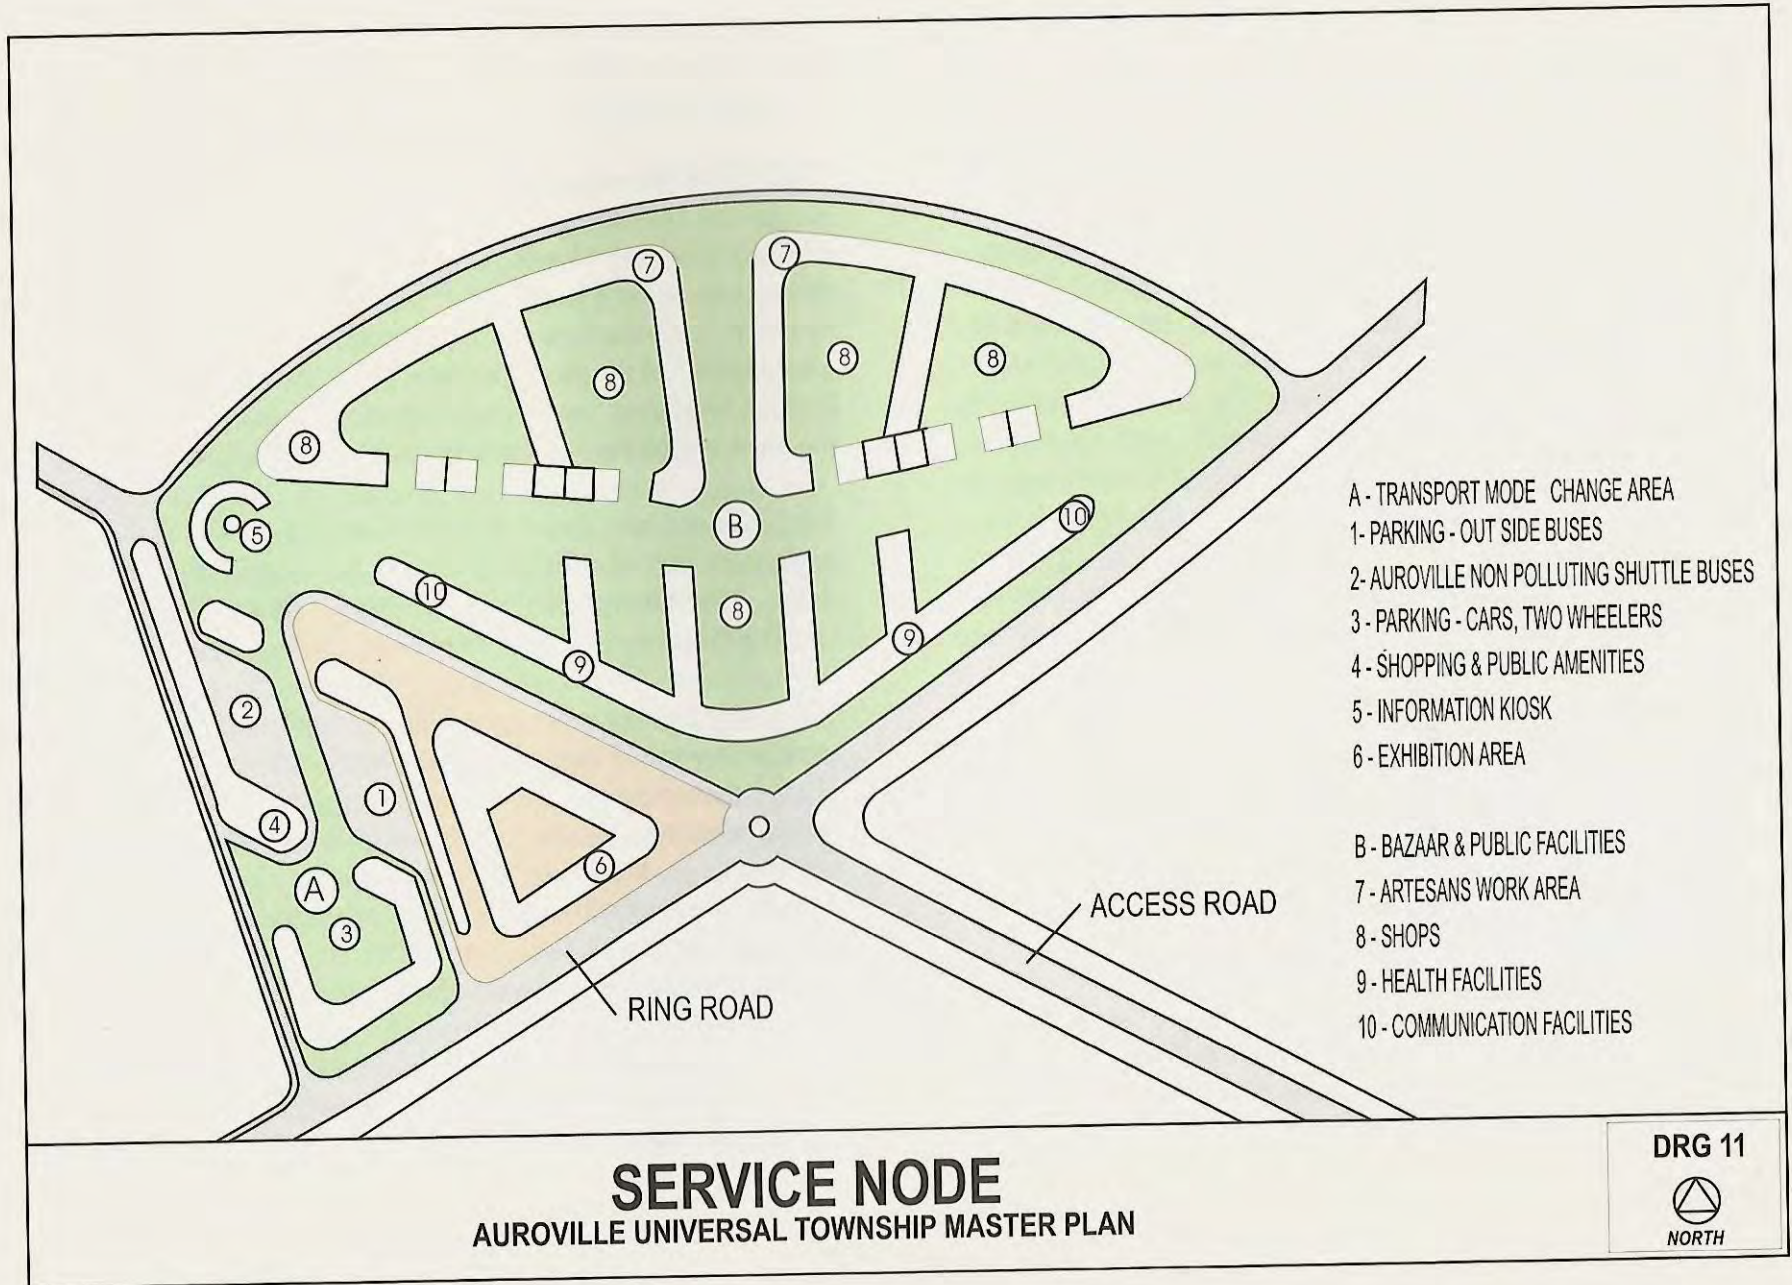 7
7
8
8
8
8
A - TRANSPORT MODE CHANGE AREA
1- PARKING - OUT SIDE BUSES
2- AUROVILLE NON POLLUTING SHUTTLE BUSES
3 - PARKING - CARS, TWO WHEELERS
4 - SHOPPING & PUBLIC AMENITIES
5 - INFORMATION KIOSK
6 - EXHIBITION AREA
B - BAZAAR & PUBLIC FACILITIES
7 - ARTESANS WORK AREA
8 - SHOPS
9 - HEALTH FACILITIES
10 - COMMUNICATION FACILITIES
5
B
10
10
8
9
9
2
1
4
6
A
3
ACCESS ROAD
RING ROAD
SERVICE NODE
AUROVILLE UNIVERSAL TOWNSHIP MASTER PLAN
DRG 11
NORTH